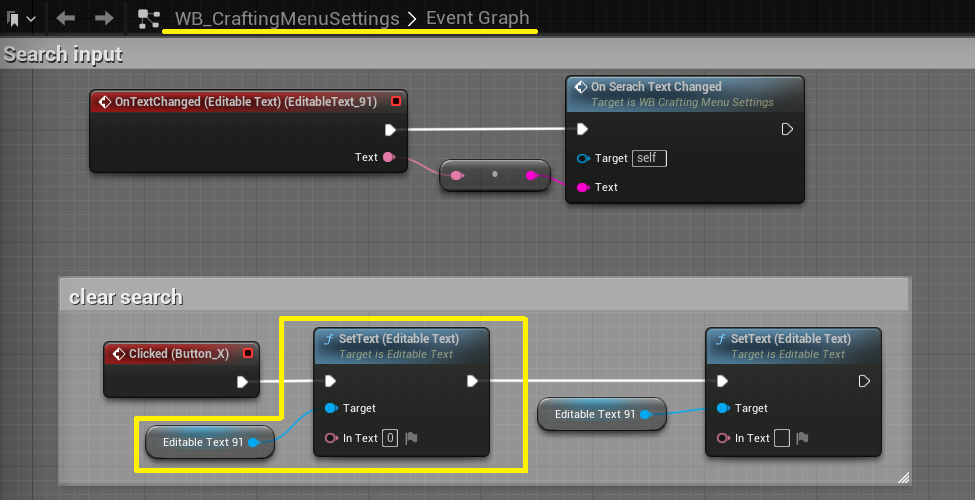 WB_CraftingMenuSettings > Event Graph
Search input
OnTextChanged (Editable Text) (EditableText_91)
Text
On Serach Text Changed
Target is WB Crafting Menu Settings
Target self
Text
clear search
Clicked (Button_X)
SetText (Editable Text)
Target is Editable Text
Target
In Text 0
Editable Text 91
SetText (Editable Text)
Target is Editable Text
Target
In Text
Editable Text 91